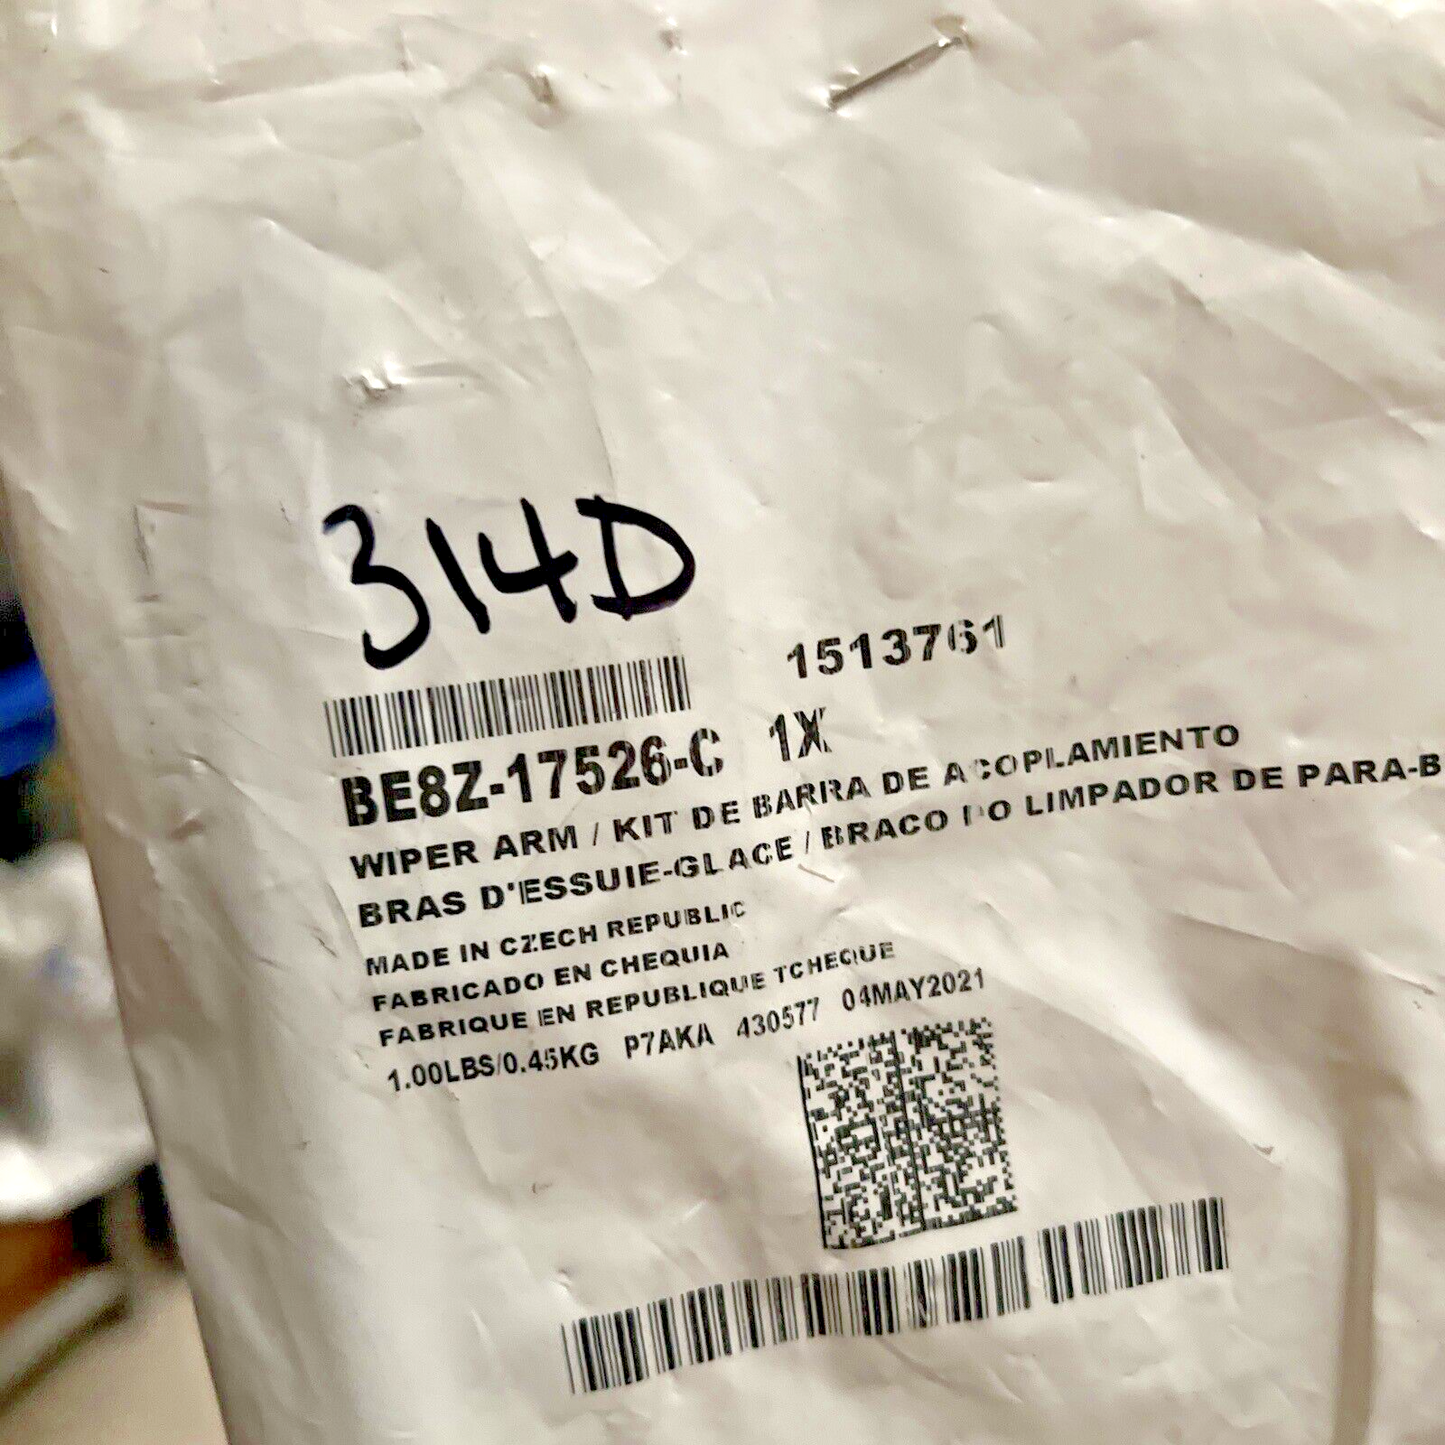 314D
1513761
BE8Z-17526-C 1X
WIPER ARM / KIT DE BARRA DE ACOPLAMIENTO
BRAS D'ESSUIE-GLACE / BRACO DO LIMPADOR DE PARA-B
MADE IN CZECH REPUBLIC
FABRICADO EN CHEQUIA
FABRIQUE EN REPUBLIQUE TCHEQUE
1.00LBS/0.45KG P7AKA 430577 04MAY2021